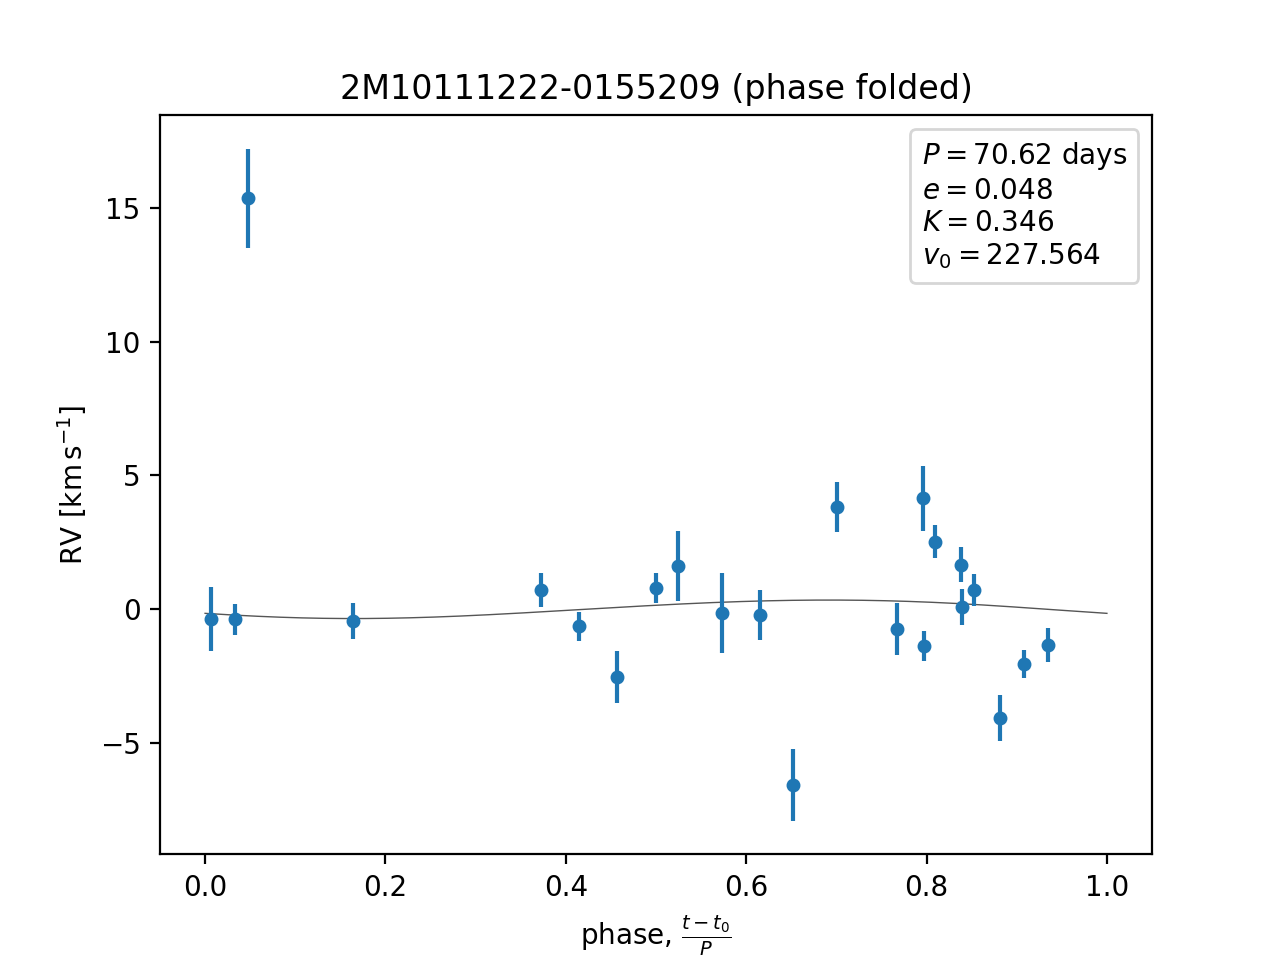 2M10111222-0155209 (phase folded)
P = 70.62 days
e = 0.048
K = 0.346
v₀ = 227.564
15
10
5
0
−5
RV [km s⁻¹]
0.0 0.2 0.4 0.6 0.8 1.0
phase, (t − t₀)/P